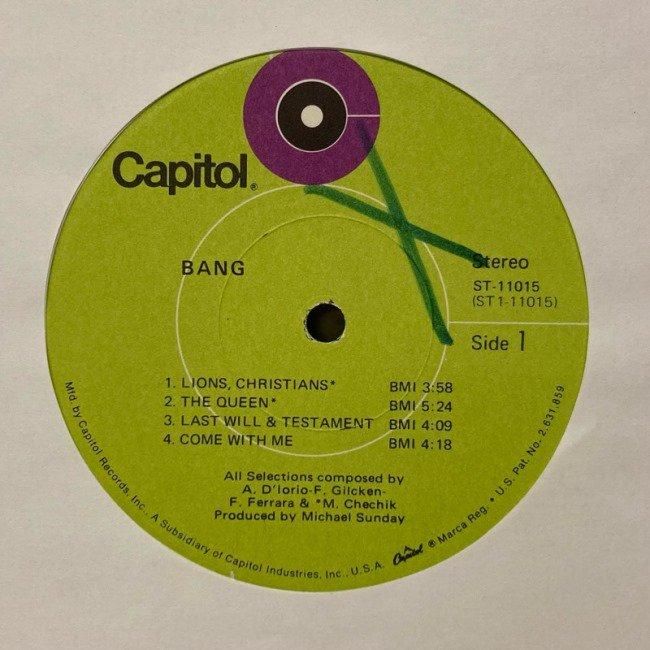 Capitol®
BANG
Stereo
ST-11015
(ST1-11015)
Side 1
1. LIONS, CHRISTIANS* BMI 3:58
2. THE QUEEN* BMI 5:24
3. LAST WILL & TESTAMENT BMI 4:09
4. COME WITH ME BMI 4:18
All Selections composed by
A. D'Iorio-F. Gilcken-
F. Ferrara & *M. Chechik
Produced by Michael Sunday
Mfd. by Capitol Records, Inc., A Subsidiary of Capitol Industries, Inc., U.S.A. Capitol ® Marca Reg. • U.S. Pat. No. 2,631,859